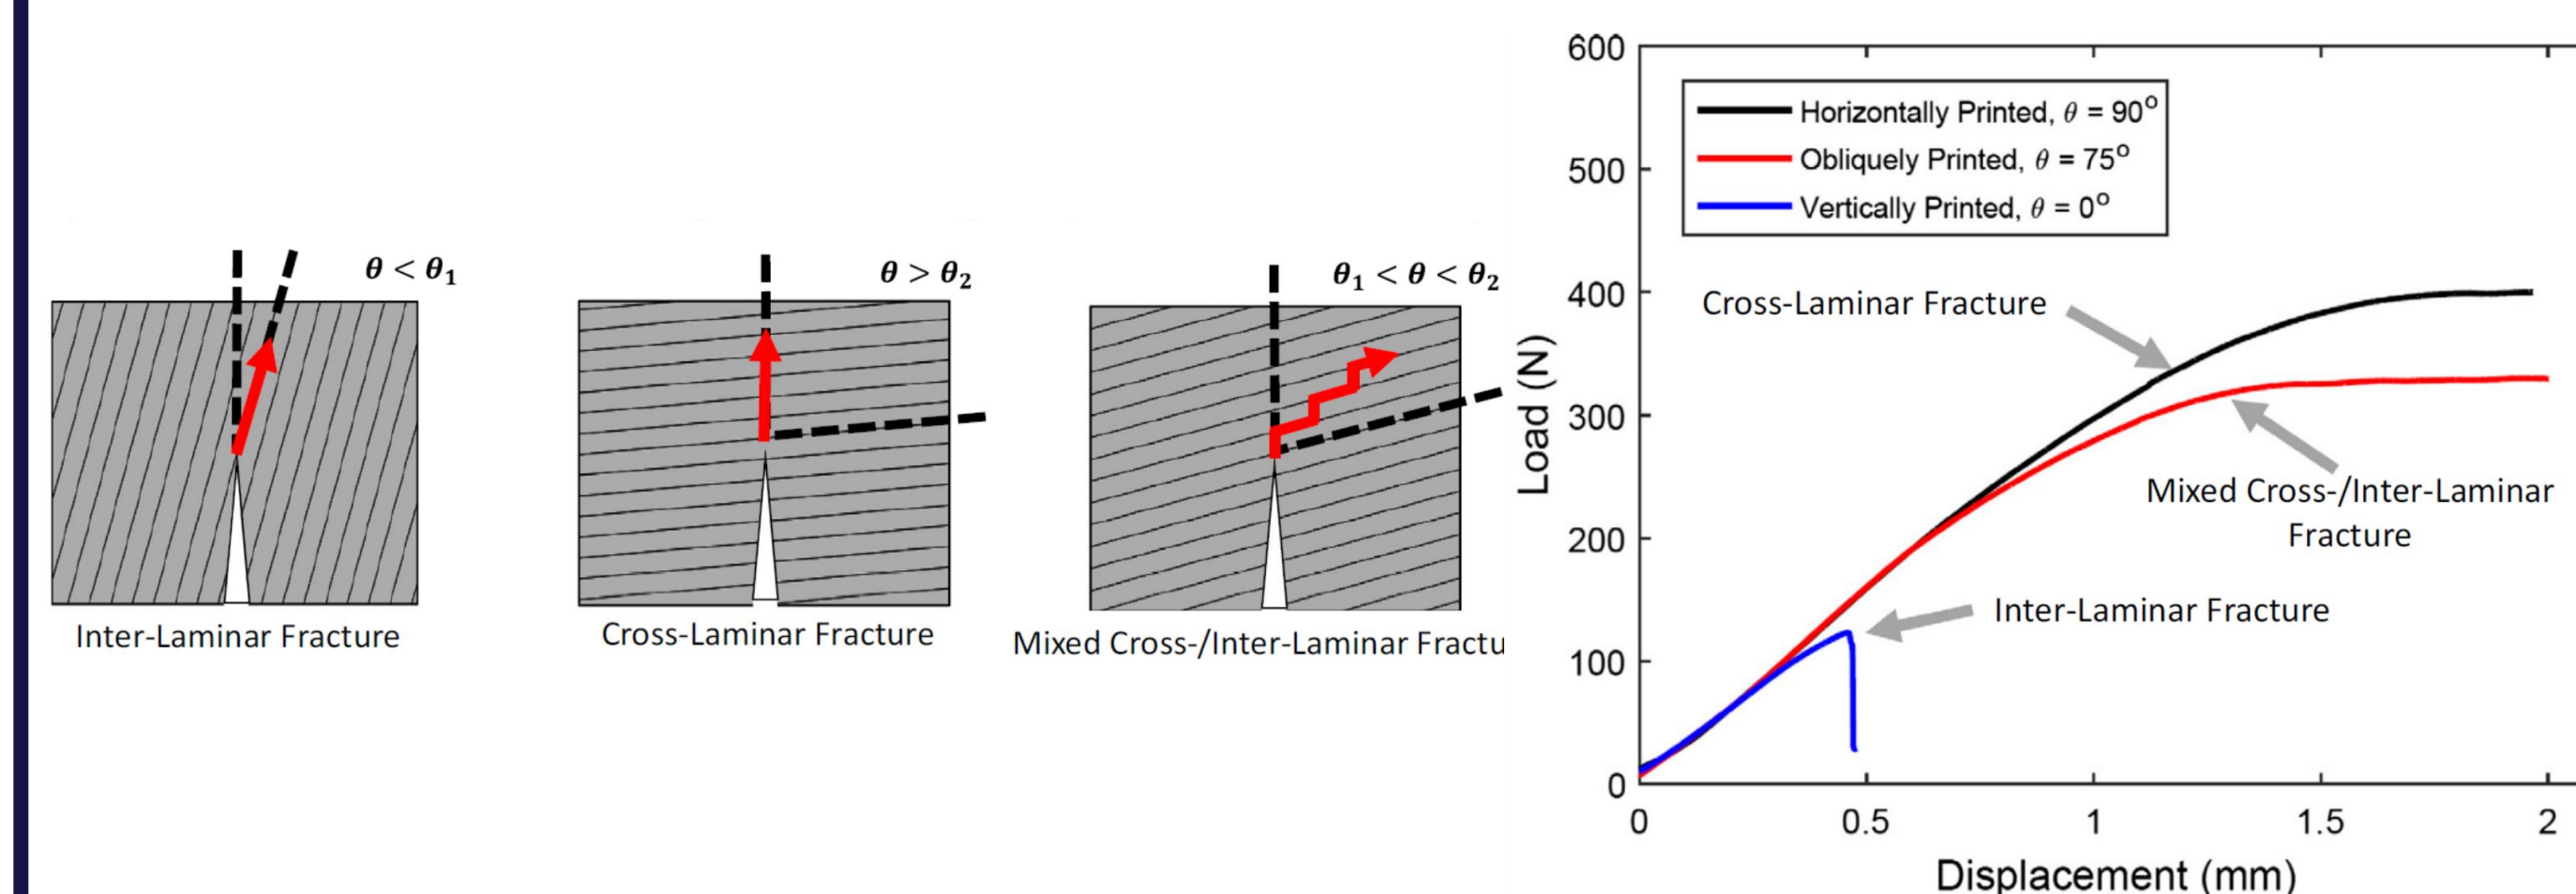 θ < θ₁
Inter-Laminar Fracture
θ > θ₂
Cross-Laminar Fracture
θ₁ < θ < θ₂
Mixed Cross-/Inter-Laminar Fractu
600
500
400
300
200
100
0
Load (N)
Horizontally Printed, θ = 90°
Obliquely Printed, θ = 75°
Vertically Printed, θ = 0°
Cross-Laminar Fracture
Mixed Cross-/Inter-Laminar
Fracture
Inter-Laminar Fracture
0 0.5 1 1.5 2
Displacement (mm)